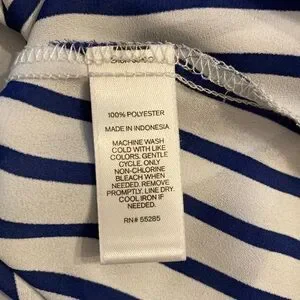 100% POLYESTER
MADE IN INDONESIA
MACHINE WASH
COLD WITH LIKE
COLORS, GENTLE
CYCLE. ONLY
NON-CHLORINE
BLEACH WHEN
NEEDED. REMOVE
PROMPTLY. LINE DRY.
COOL IRON IF
NEEDED.
RN# 55285